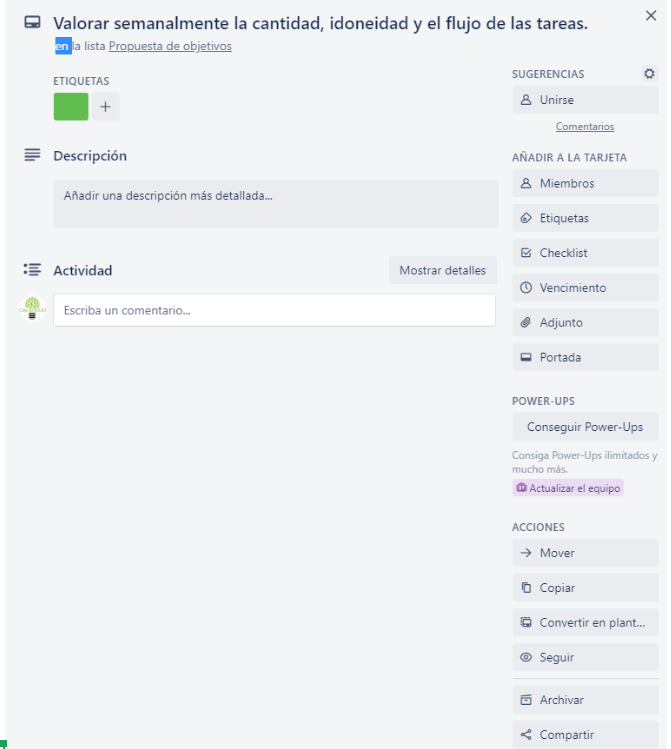 Valorar semanalmente la cantidad, idoneidad y el flujo de las tareas.
en la lista Propuesta de objetivos
ETIQUETAS
Descripción
Añadir una descripción más detallada...
Actividad
Mostrar detalles
Escriba un comentario...
SUGERENCIAS
Unirse
Comentarios
AÑADIR A LA TARJETA
Miembros
Etiquetas
Checklist
Vencimiento
Adjunto
Portada
POWER-UPS
Conseguir Power-Ups
Consiga Power-Ups ilimitados y
mucho más.
Actualizar el equipo
ACCIONES
Mover
Copiar
Convertir en plant...
Seguir
Archivar
Compartir